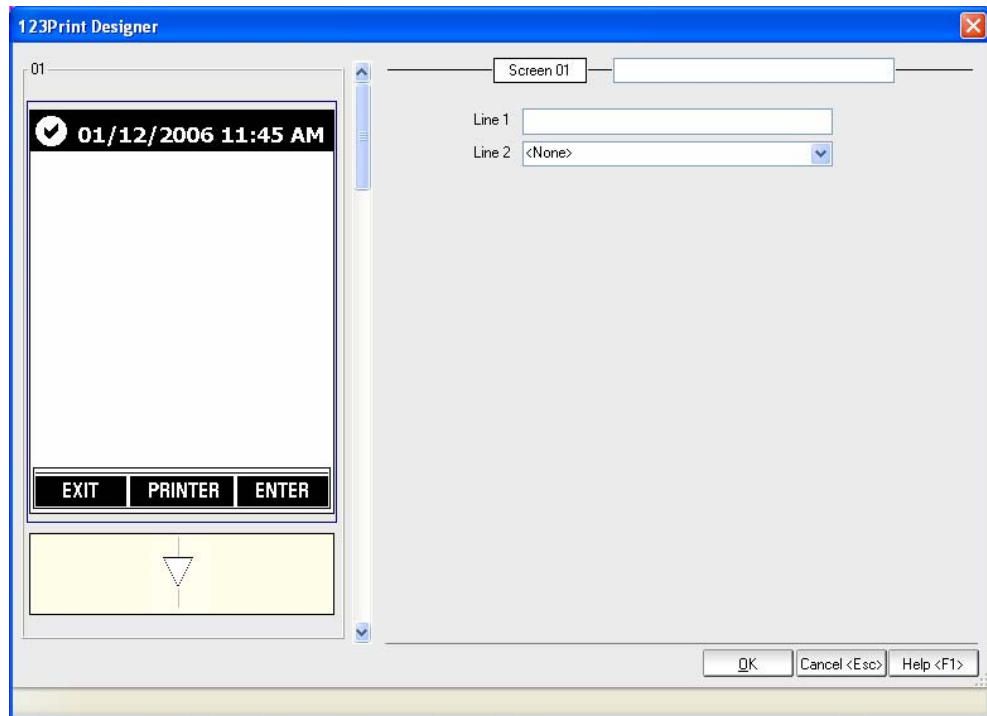 123Print Designer
01
01/12/2006 11:45 AM
EXIT PRINTER ENTER
Screen 01
Line 1
Line 2 <None>
OK Cancel <Esc> Help <F1>